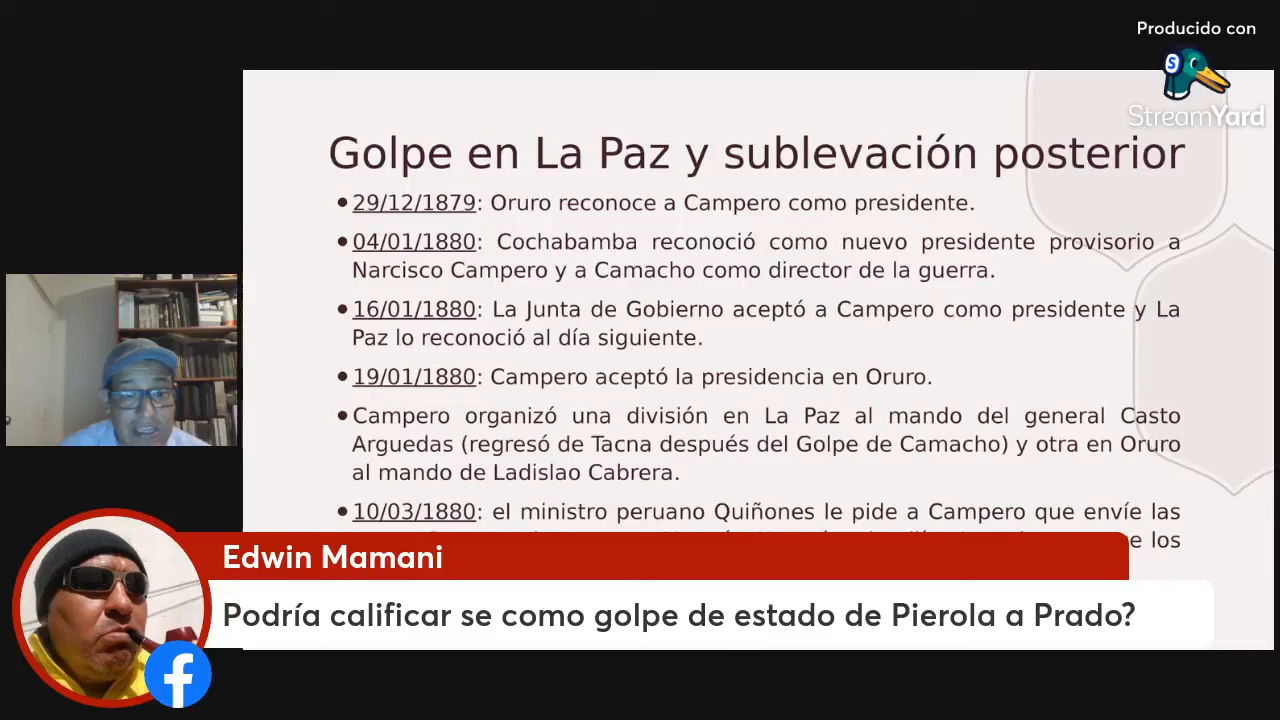 Producido con
StreamYard
Golpe en La Paz y sublevación posterior
•29/12/1879: Oruro reconoce a Campero como presidente.
•04/01/1880: Cochabamba reconoció como nuevo presidente provisorio a
Narcisco Campero y a Camacho como director de la guerra.
•16/01/1880: La Junta de Gobierno aceptó a Campero como presidente y La
Paz lo reconoció al día siguiente.
•19/01/1880: Campero aceptó la presidencia en Oruro.
•Campero organizó una división en La Paz al mando del general Casto
Arguedas (regresó de Tacna después del Golpe de Camacho) y otra en Oruro
al mando de Ladislao Cabrera.
•10/03/1880: el ministro peruano Quiñones le pide a Campero que envíe las
los
Edwin Mamani
Podría calificar se como golpe de estado de Pierola a Prado?